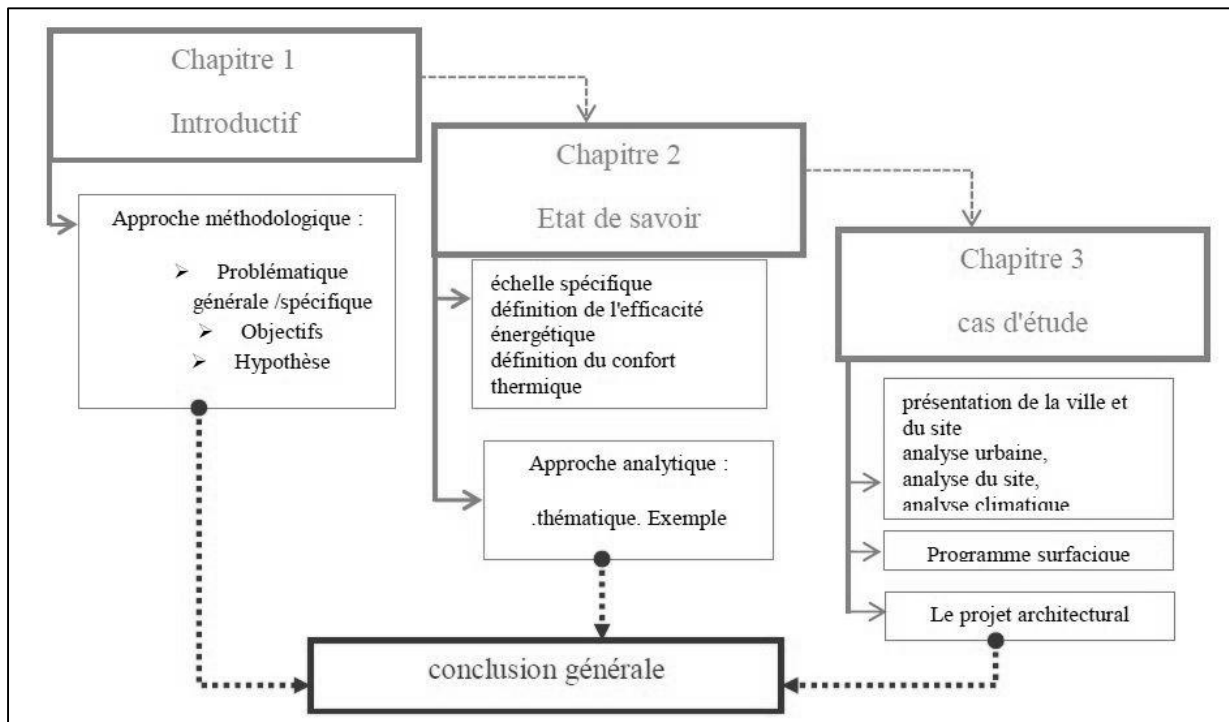 Chapitre 1
Introductif
Approche méthodologique :
➢ Problématique
générale /spécifique
➢ Objectifs
➢ Hypothèse
Chapitre 2
Etat de savoir
échelle spécifique
définition de l'efficacité
énergétique
définition du confort
thermique
Approche analytique :
.thématique. Exemple
Chapitre 3
cas d'étude
présentation de la ville et
du site
analyse urbaine,
analyse du site,
analyse climatique
Programme surfacique
Le projet architectural
conclusion générale